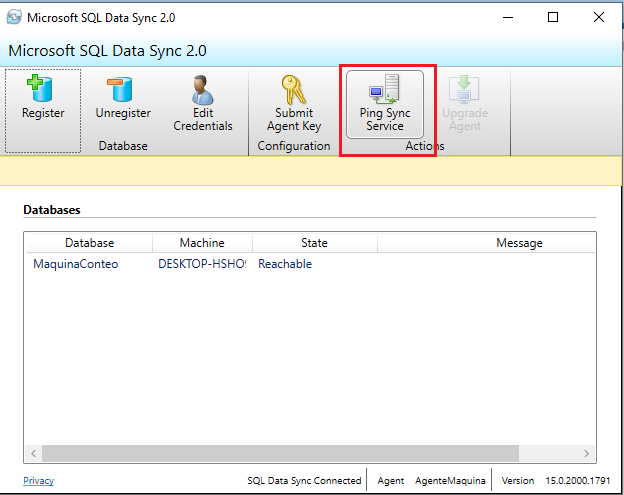 Microsoft SQL Data Sync 2.0
Microsoft SQL Data Sync 2.0
Register
Unregister
Edit
Credentials
Submit
Agent Key
Ping Sync
Service
Upgrade
Agent
Database
Configuration
Actions
Databases
Database Machine State Message
MaquinaConteo DESKTOP-HSHO Reachable
Privacy SQL Data Sync Connected Agent AgenteMaquina Version 15.0.2000.1791